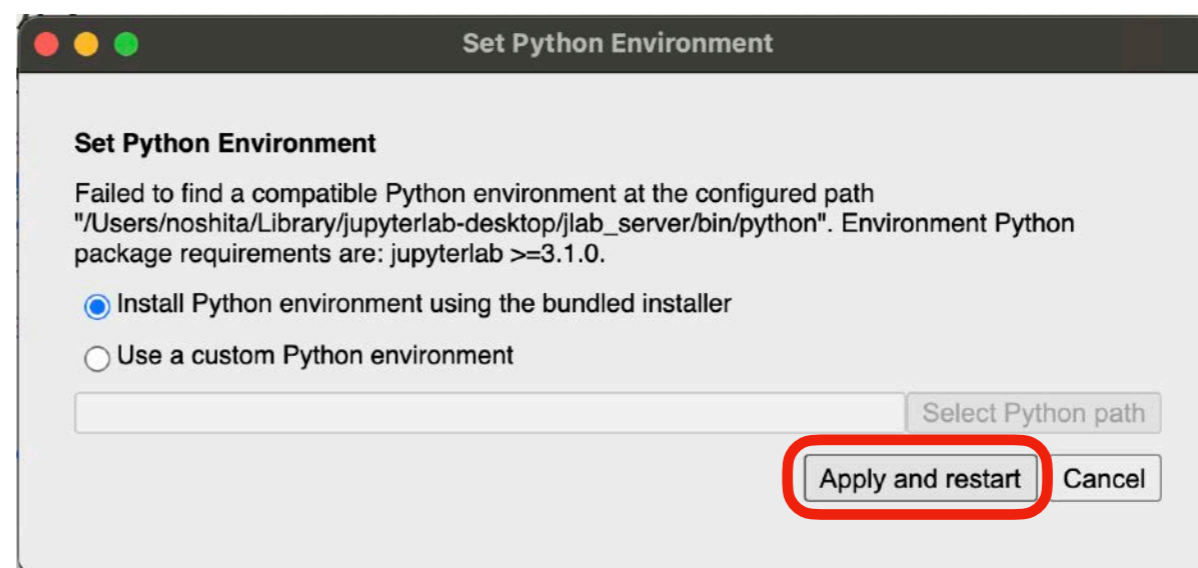 Set Python Environment
Set Python Environment
Failed to find a compatible Python environment at the configured path
"/Users/noshita/Library/jupyterlab-desktop/jlab_server/bin/python". Environment Python
package requirements are: jupyterlab >=3.1.0.
Install Python environment using the bundled installer
Use a custom Python environment
Select Python path
Apply and restart
Cancel